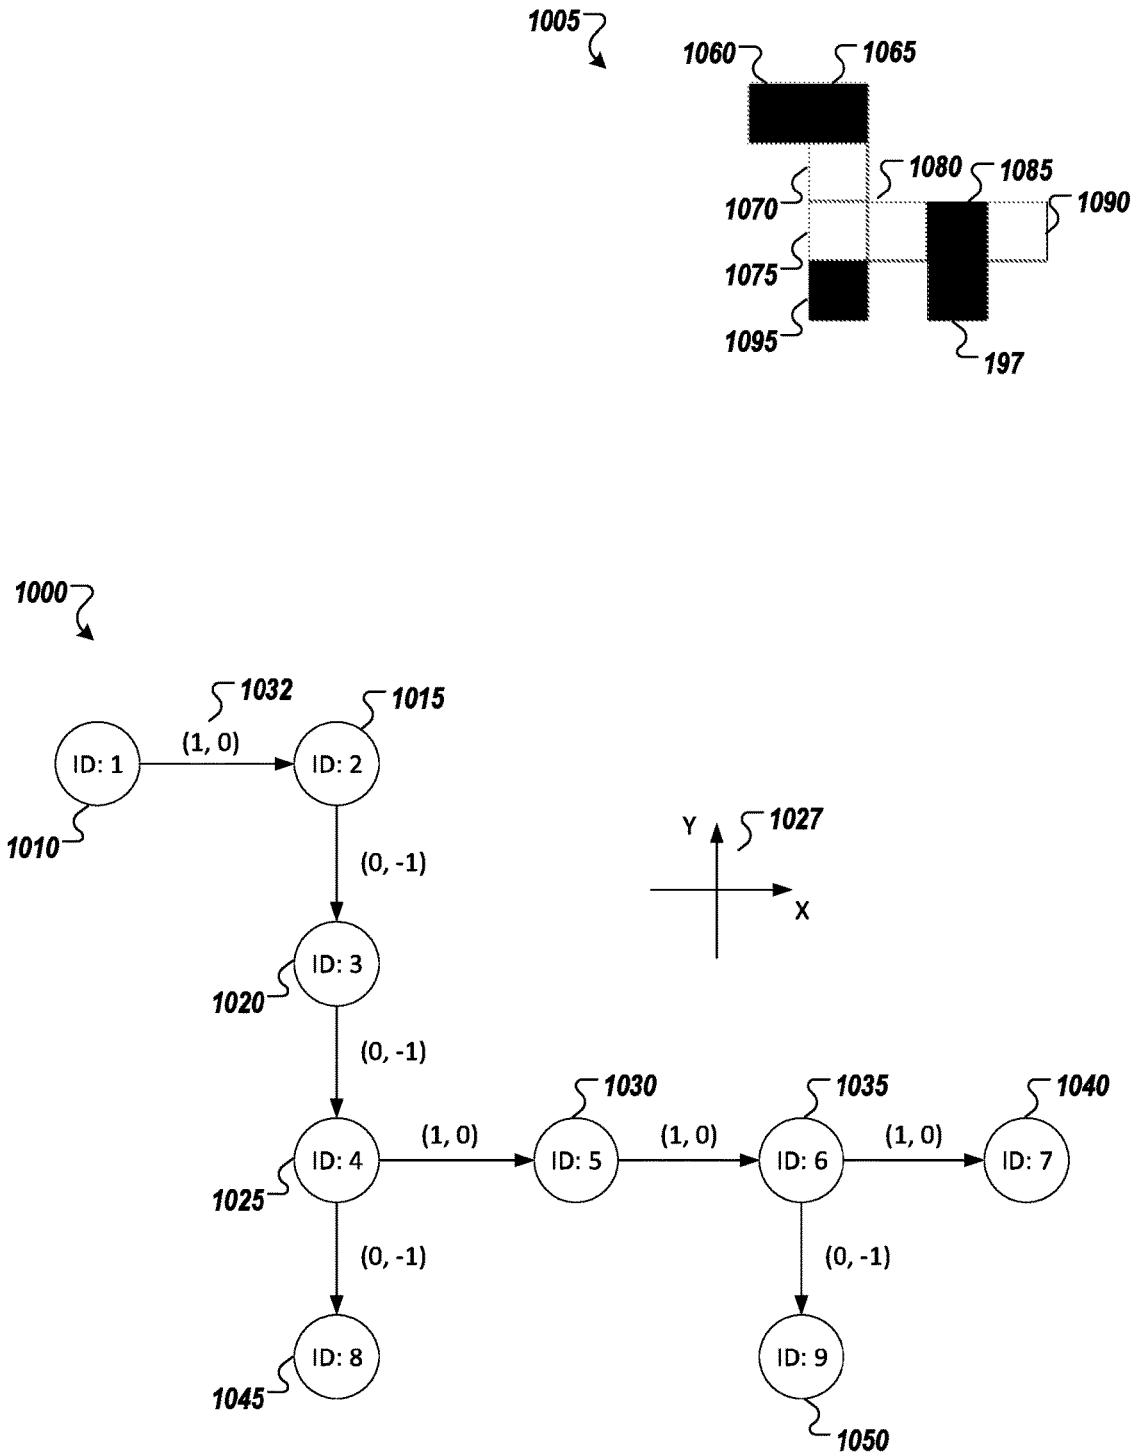 1005
1060 1065
1070 1080 1085 1090
1075
1095
197
1000
1032 1015
(1, 0)
ID: 1 ID: 2
1010
Y 1027
X
(0, -1)
ID: 3
1020
(0, -1)
1030 1035 1040
(1, 0) (1, 0) (1, 0)
ID: 4 ID: 5 ID: 6 ID: 7
1025
(0, -1) (0, -1)
ID: 8 ID: 9
1045
1050